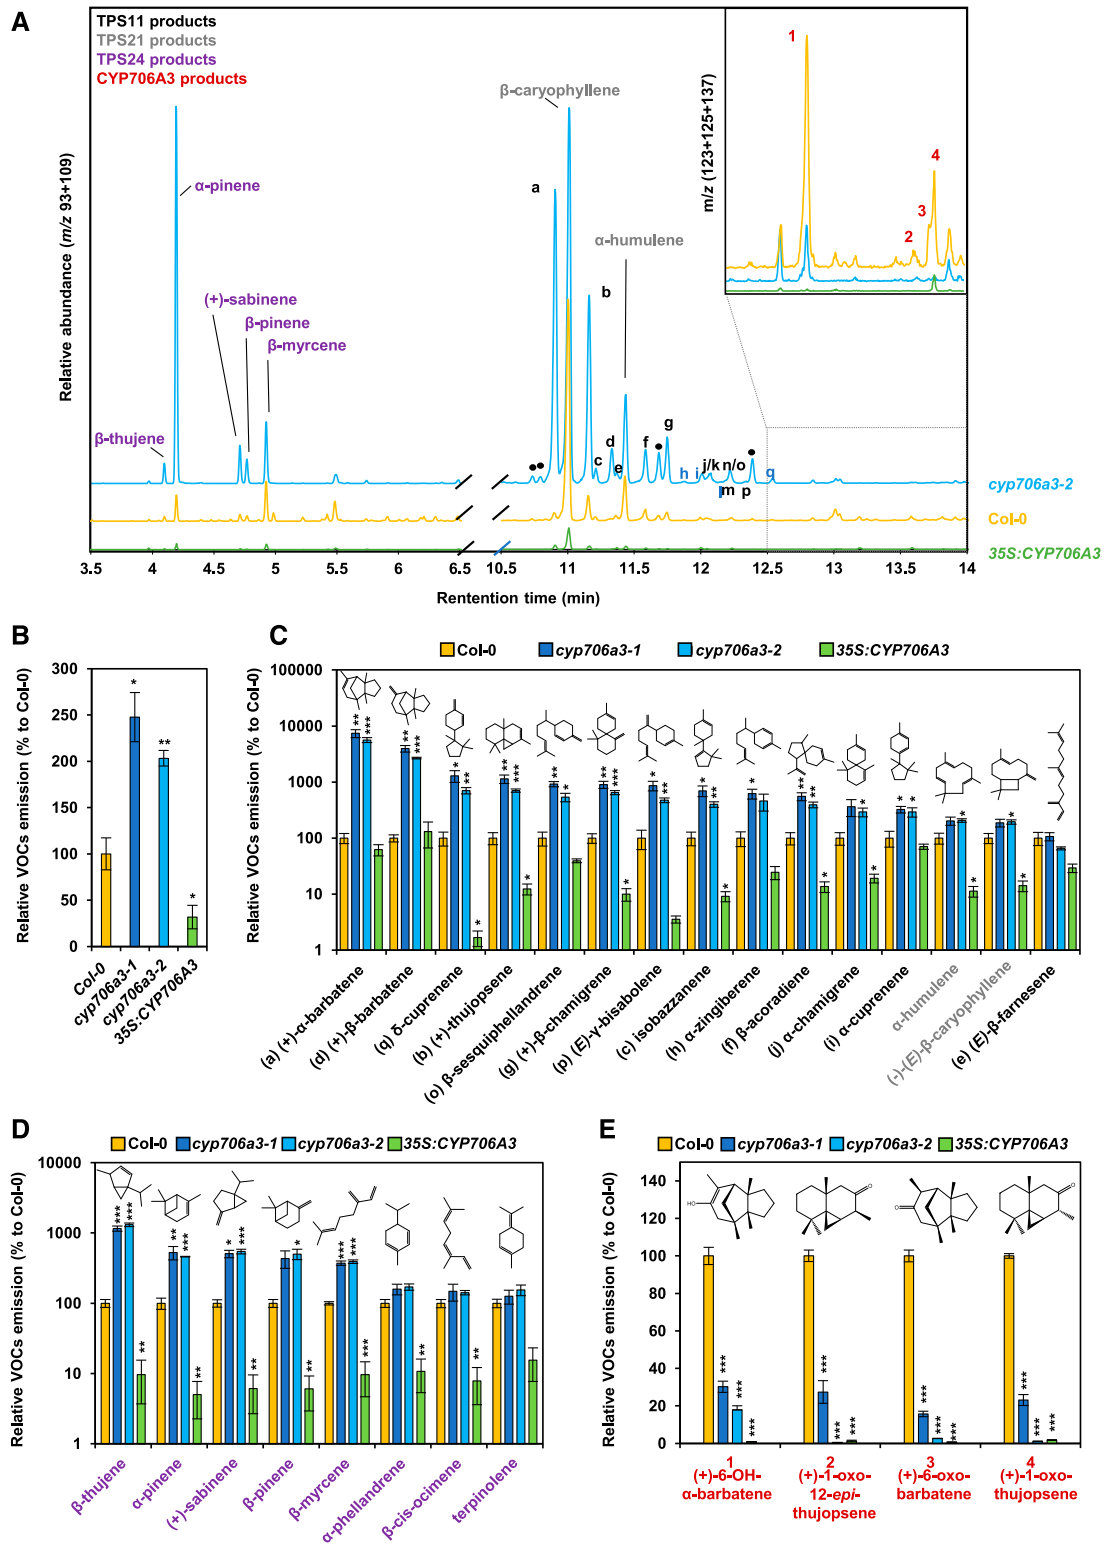 A
TPS11 products
TPS21 products
TPS24 products
CYP706A3 products
Relative abundance (m/z 93+109)
β-caryophyllene
α-pinene
(+)-sabinene
β-pinene
β-myrcene
β-thujene
α-humulene
a
b
c
d
e
f
g
h
i
j/k
l
m
n/o
p
q
m/z (123+125+137)
1
2
3
4
cyp706a3-2
Col-0
35S:CYP706A3
3.5 4 4.5 5 5.5 6 6.5 10.5 11 11.5 12 12.5 13 13.5 14
Rentention time (min)
B
Relative VOCs emission (% to Col-0)
300
250
200
150
100
50
0
*
**
*
Col-0
cyp706a3-1
cyp706a3-2
35S:CYP706A3
C
Col-0 cyp706a3-1 cyp706a3-2 35S:CYP706A3
Relative VOCs emission (% to Col-0)
100000
10000
1000
100
10
1
** ***
** ***
* ** *
** *** *
** *
** *** *
* **
* ** *
*
** ** *
* *
* *
* *
* *
(a) (+)-α-barbatene
(d) (+)-β-barbatene
(q) δ-cuprenene
(b) (+)-thujopsene
(o) β-sesquiphellandrene
(g) (+)-β-chamigrene
(p) (E)-γ-bisabolene
(c) isobazzanene
(h) α-zingiberene
(f) β-acoradiene
(j) α-chamigrene
(i) α-cuprenene
α-humulene
(-)-(E)-β-caryophyllene
(e) (E)-β-farnesene
D
Col-0 cyp706a3-1 cyp706a3-2 35S:CYP706A3
Relative VOCs emission (% to Col-0)
10000
1000
100
10
1
*** *** **
** *** **
* *** **
* **
*** *** ***
**
**
β-thujene
α-pinene
(+)-sabinene
β-pinene
β-myrcene
α-phellandrene
β-cis-ocimene
terpinolene
E
Col-0 cyp706a3-1 cyp706a3-2 35S:CYP706A3
Relative VOCs emission (% to Col-0)
140
120
100
80
60
40
20
0
HO
O
O
O
*** *** ***
*** *** ***
*** *** ***
*** *** ***
1
(+)-6-OH-
α-barbatene
2
(+)-1-oxo-
12-epi-
thujopsene
3
(+)-6-oxo-
barbatene
4
(+)-1-oxo-
thujopsene